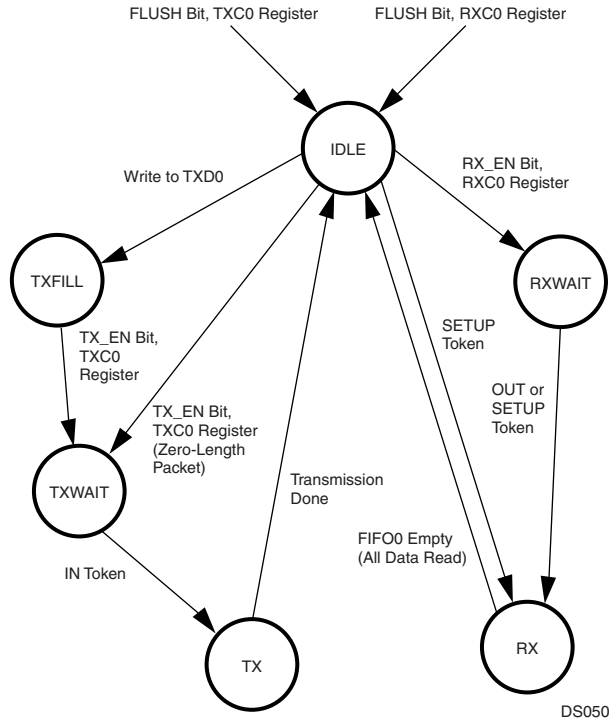 FLUSH Bit, TXC0 Register
FLUSH Bit, RXC0 Register
IDLE
Write to TXD0
RX_EN Bit,
RXC0 Register
TXFILL
RXWAIT
TX_EN Bit,
TXC0
Register
SETUP
Token
OUT or
SETUP
Token
TX_EN Bit,
TXC0 Register
(Zero-Length
Packet)
TXWAIT
Transmission
Done
FIFO0 Empty
(All Data Read)
IN Token
TX
RX
DS050